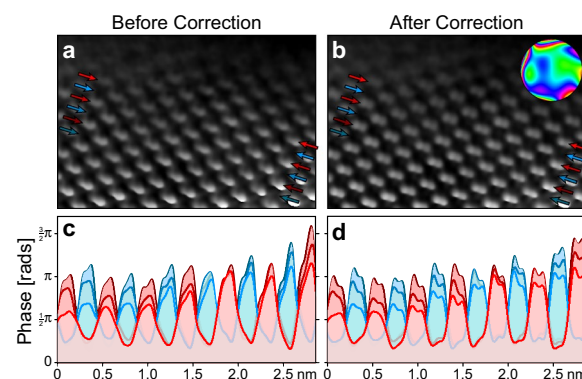 Before Correction
After Correction
a
b
c
d
Phase [rads]
3/2π
π
1/2π
0
0 0.5 1.0 1.5 2.0 2.5 nm
0 0.5 1.0 1.5 2.0 2.5 nm